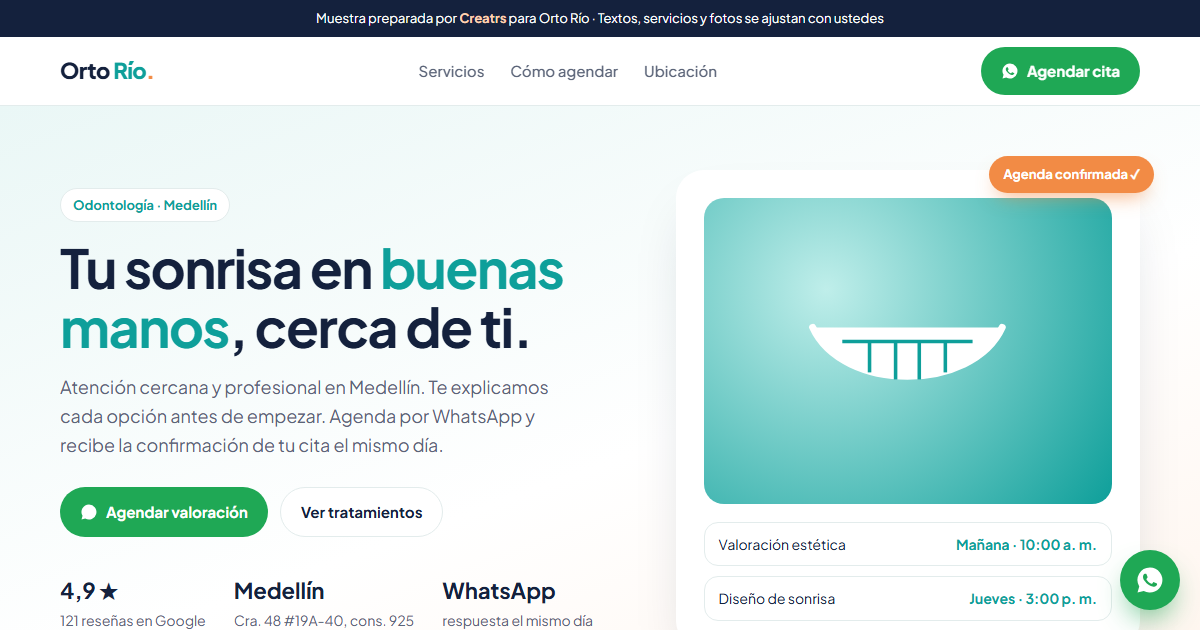 Muestra preparada por Creatrs para Orto Río · Textos, servicios y fotos se ajustan con ustedes
Orto Río.
Servicios
Cómo agendar
Ubicación
Agendar cita
Odontología · Medellín
Tu sonrisa en buenas
manos, cerca de ti.
Atención cercana y profesional en Medellín. Te explicamos
cada opción antes de empezar. Agenda por WhatsApp y
recibe la confirmación de tu cita el mismo día.
Agendar valoración
Ver tratamientos
4,9 ★
121 reseñas en Google
Medellín
Cra. 48 #19A-40, cons. 925
WhatsApp
respuesta el mismo día
Agenda confirmada ✓
Valoración estética
Mañana · 10:00 a. m.
Diseño de sonrisa
Jueves · 3:00 p. m.